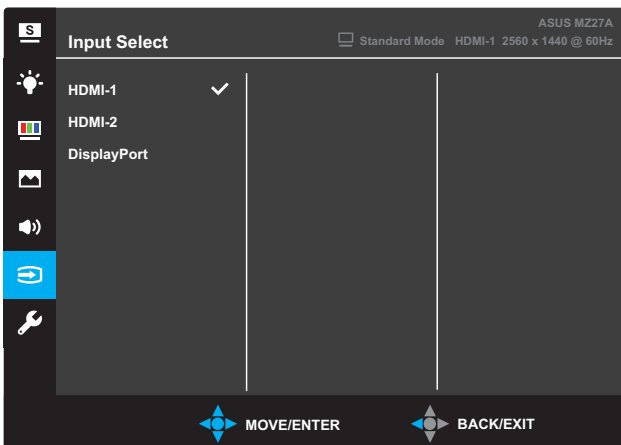 S
Input Select
ASUS MZ27A
Standard Mode HDMI-1 2560 x 1440 @ 60Hz
HDMI-1
HDMI-2
DisplayPort
MOVE/ENTER
BACK/EXIT